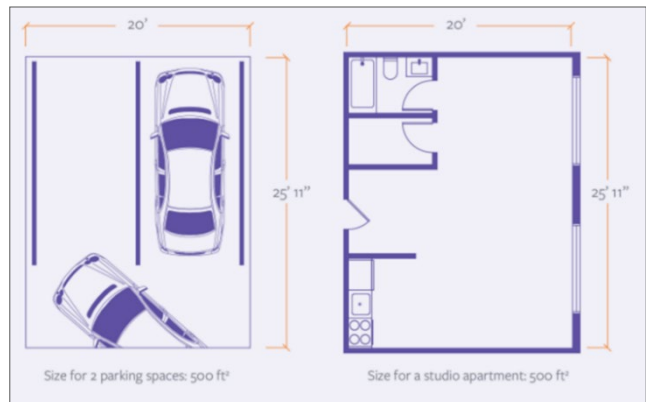 20'
20'
25' 11"
25' 11"
Size for 2 parking spaces: 500 ft²
Size for a studio apartment: 500 ft²